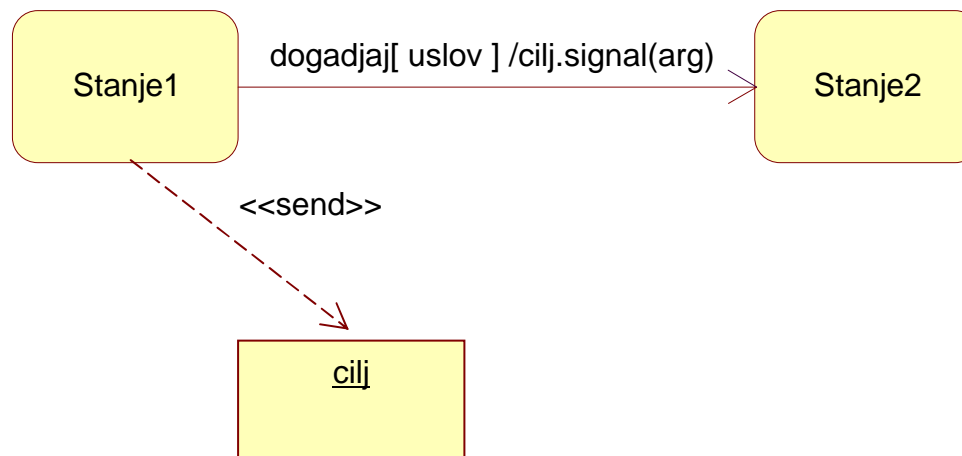 dogadjaj[ uslov ] /cilj.signal(arg)
Stanje1
Stanje2
<<send>>
cilj